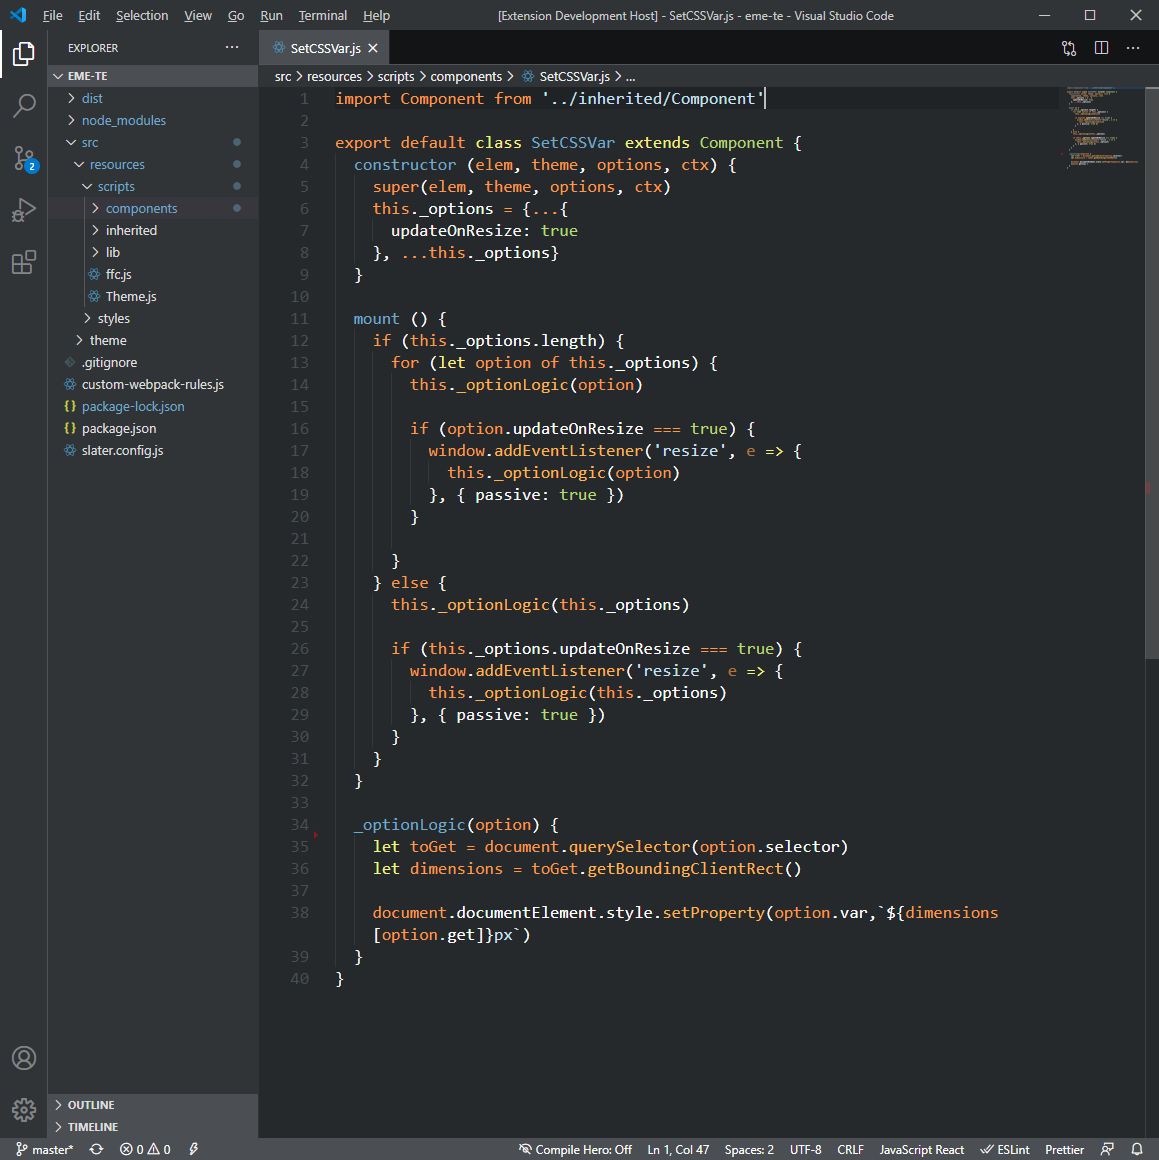 File Edit Selection View Go Run Terminal Help [Extension Development Host] - SetCSSVar.js - eme-te - Visual Studio Code
EXPLORER
EME-TE
dist
node_modules
src
resources
scripts
components
inherited
lib
ffc.js
Theme.js
styles
theme
.gitignore
custom-webpack-rules.js
package-lock.json
package.json
slater.config.js
OUTLINE
TIMELINE
2
SetCSSVar.js
src > resources > scripts > components > SetCSSVar.js > ...
1 import Component from '../inherited/Component'
2
3 export default class SetCSSVar extends Component {
4   constructor (elem, theme, options, ctx) {
5     super(elem, theme, options, ctx)
6     this._options = {...{
7       updateOnResize: true
8     }, ...this._options}
9   }
10
11   mount () {
12     if (this._options.length) {
13       for (let option of this._options) {
14         this._optionLogic(option)
15
16         if (option.updateOnResize === true) {
17           window.addEventListener('resize', e => {
18             this._optionLogic(option)
19           }, { passive: true })
20         }
21
22       }
23     } else {
24       this._optionLogic(this._options)
25
26       if (this._options.updateOnResize === true) {
27         window.addEventListener('resize', e => {
28           this._optionLogic(this._options)
29         }, { passive: true })
30       }
31     }
32   }
33
34   _optionLogic(option) {
35     let toGet = document.querySelector(option.selector)
36     let dimensions = toGet.getBoundingClientRect()
37
38     document.documentElement.style.setProperty(option.var,`${dimensions
    [option.get]}px`)
39   }
40 }
master* 0 0 Compile Hero: Off Ln 1, Col 47 Spaces: 2 UTF-8 CRLF JavaScript React ESLint Prettier